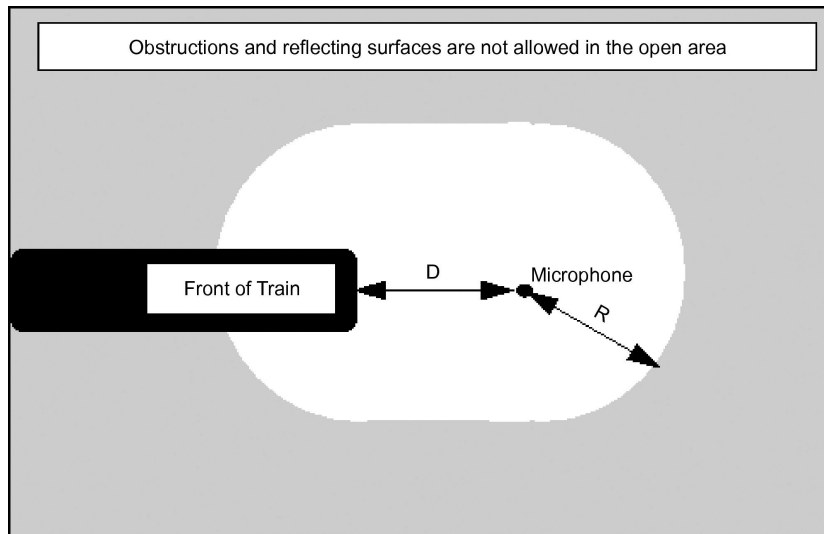 Obstructions and reflecting surfaces are not allowed in the open area
D
Microphone
Front of Train
R